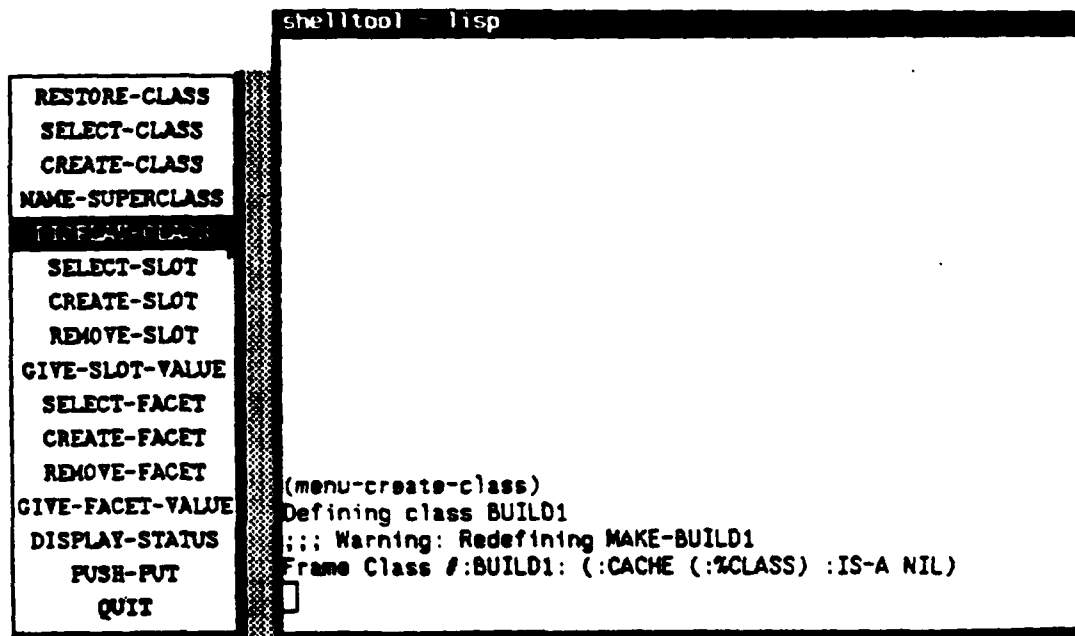 shelltool - lisp
RESTORE-CLASS
SELECT-CLASS
CREATE-CLASS
NAME-SUPERCLASS
DISPLAY-CLASS
SELECT-SLOT
CREATE-SLOT
REMOVE-SLOT
GIVE-SLOT-VALUE
SELECT-FACET
CREATE-FACET
REMOVE-FACET
GIVE-FACET-VALUE
DISPLAY-STATUS
PUSH-PUT
QUIT
(menu-create-class)
Defining class BUILD1
;;; Warning: Redefining MAKE-BUILD1
Frame Class #:BUILD1: (:CACHE (:%CLASS) :IS-A NIL)